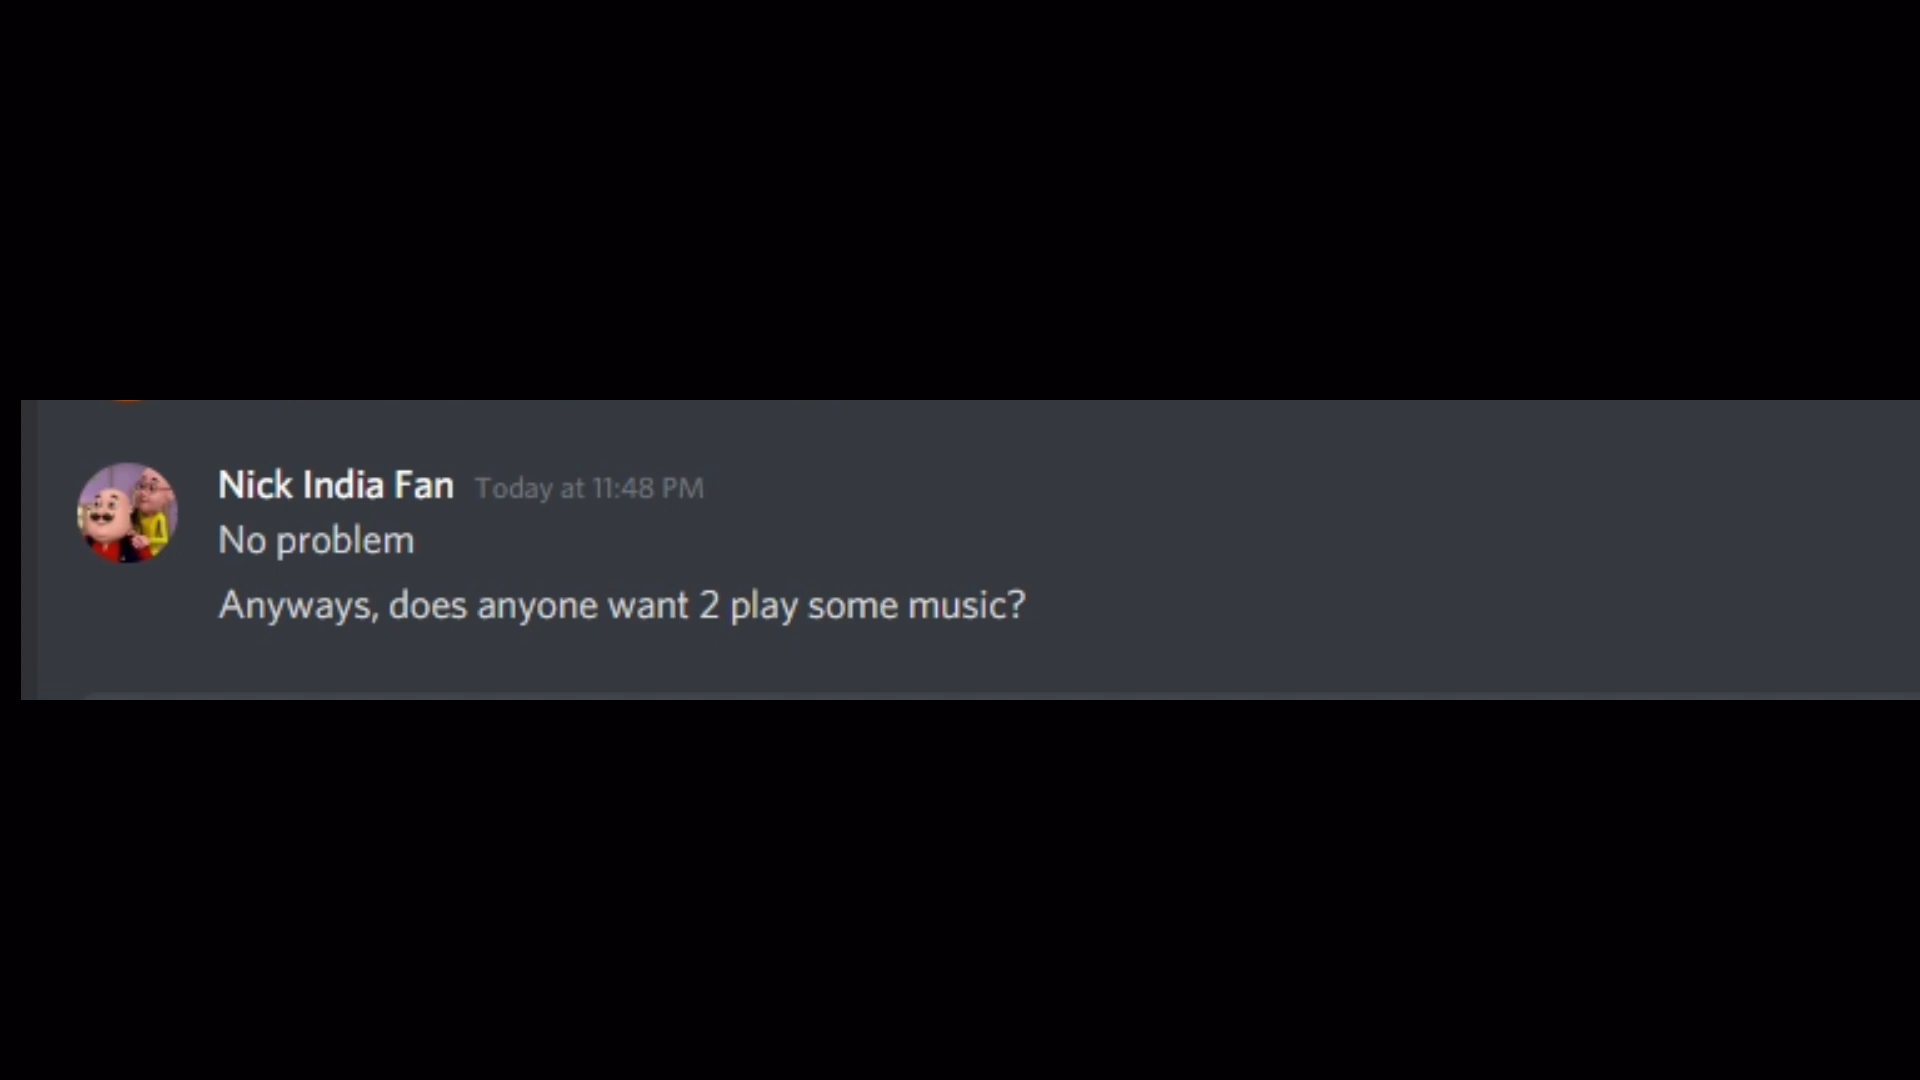 Nick India Fan Today at 11:48 PM
No problem
Anyways, does anyone want 2 play some music?